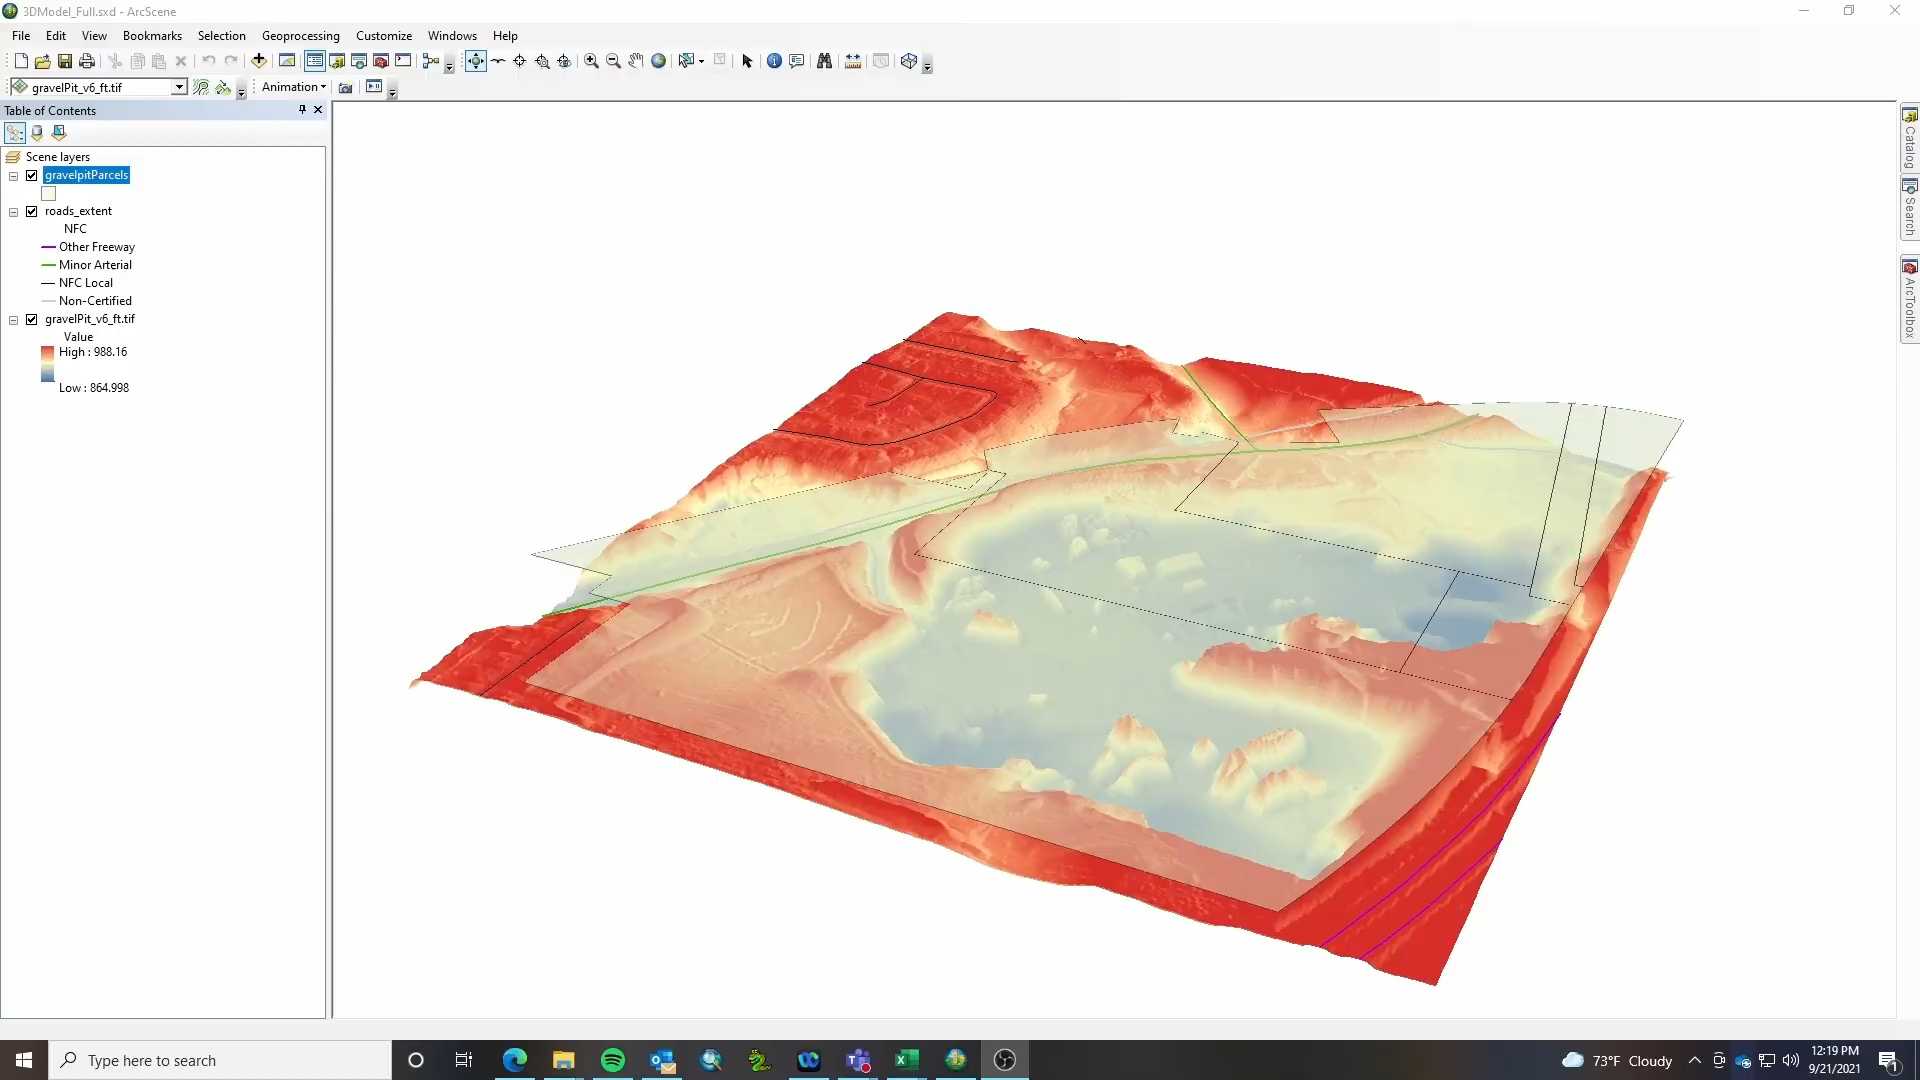 3DModel_Full.sxd - ArcScene
File Edit View Bookmarks Selection Geoprocessing Customize Windows Help
gravelPit_v6_ft.tif
Animation
Table of Contents
Scene layers
gravelpitParcels
roads_extent
NFC
Other Freeway
Minor Arterial
NFC Local
Non-Certified
gravelPit_v6_ft.tif
Value
High : 988.16
Low : 864.998
Catalog
Search
ArcToolbox
Type here to search
73°F Cloudy
12:19 PM
9/21/2021
1